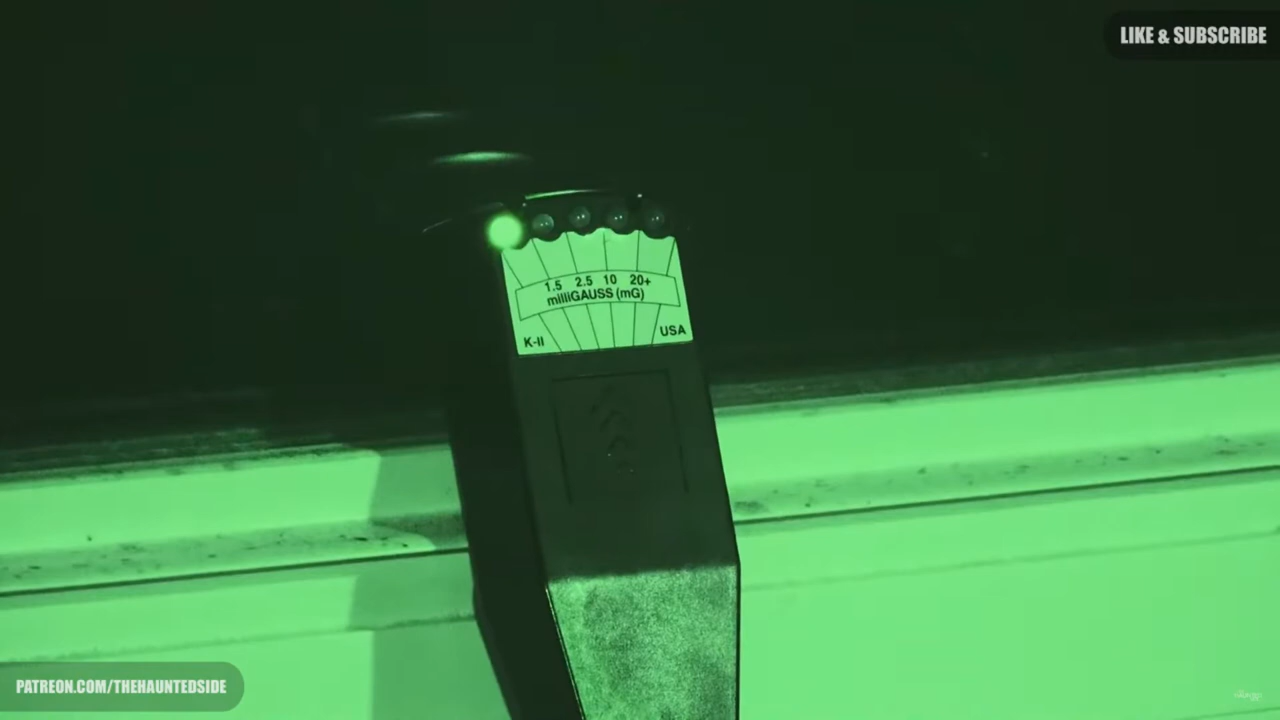 LIKE & SUBSCRIBE
1.5 2.5 10 20+
milliGAUSS (mG)
K-II
USA
PATREON.COM/THEHAUNTEDSIDE